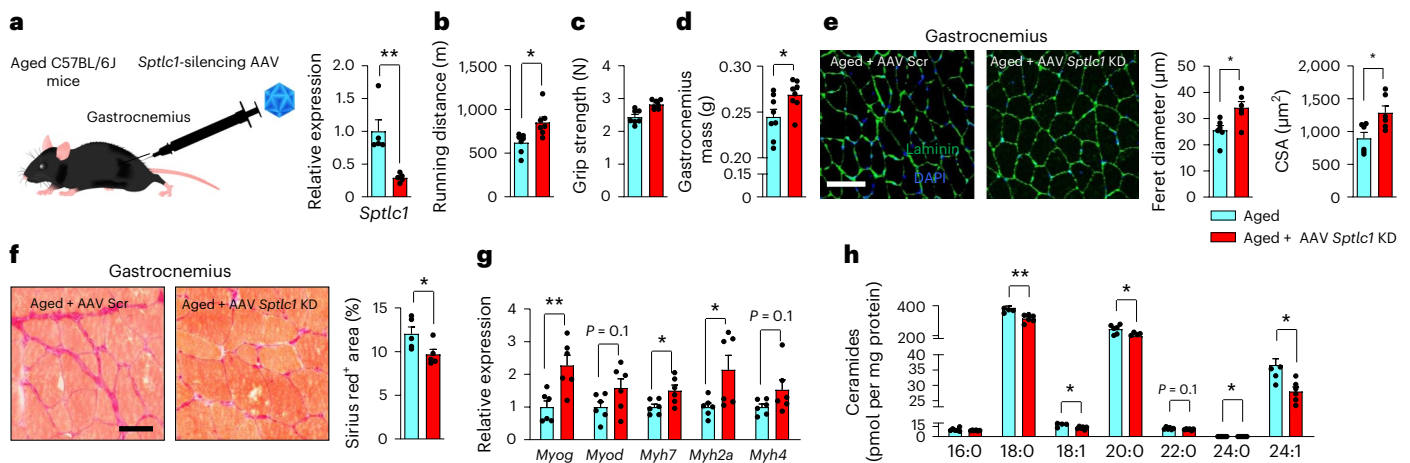 a
Aged C57BL/6J
mice
Sptlc1-silencing AAV
Gastrocnemius
Relative expression
2.0
1.5
1.0
0.5
0
**
Sptlc1
b
Running distance (m)
1,500
1,000
500
0
*
c
Grip strength (N)
4
3
2
1
0
d
Gastrocnemius
mass (g)
0.30
0.25
0.20
0.15
0
*
e
Gastrocnemius
Aged + AAV Scr
Laminin
DAPI
Aged + AAV Sptlc1 KD
Ferret diameter (µm)
50
40
30
20
10
0
*
CSA (µm²)
2,000
1,500
1,000
500
0
*
Aged
Aged + AAV Sptlc1 KD
f
Gastrocnemius
Aged + AAV Scr
Aged + AAV Sptlc1 KD
Sirius red⁺ area (%)
15
10
5
0
*
g
Relative expression
4
3
2
1
0
**
P = 0.1
*
*
P = 0.1
Myog Myod Myh7 Myh2a Myh4
h
Ceramides
(pmol per mg protein)
400
200
40
35
30
25
15
0
**
*
*
P = 0.1
*
*
16:0 18:0 18:1 20:0 22:0 24:0 24:1